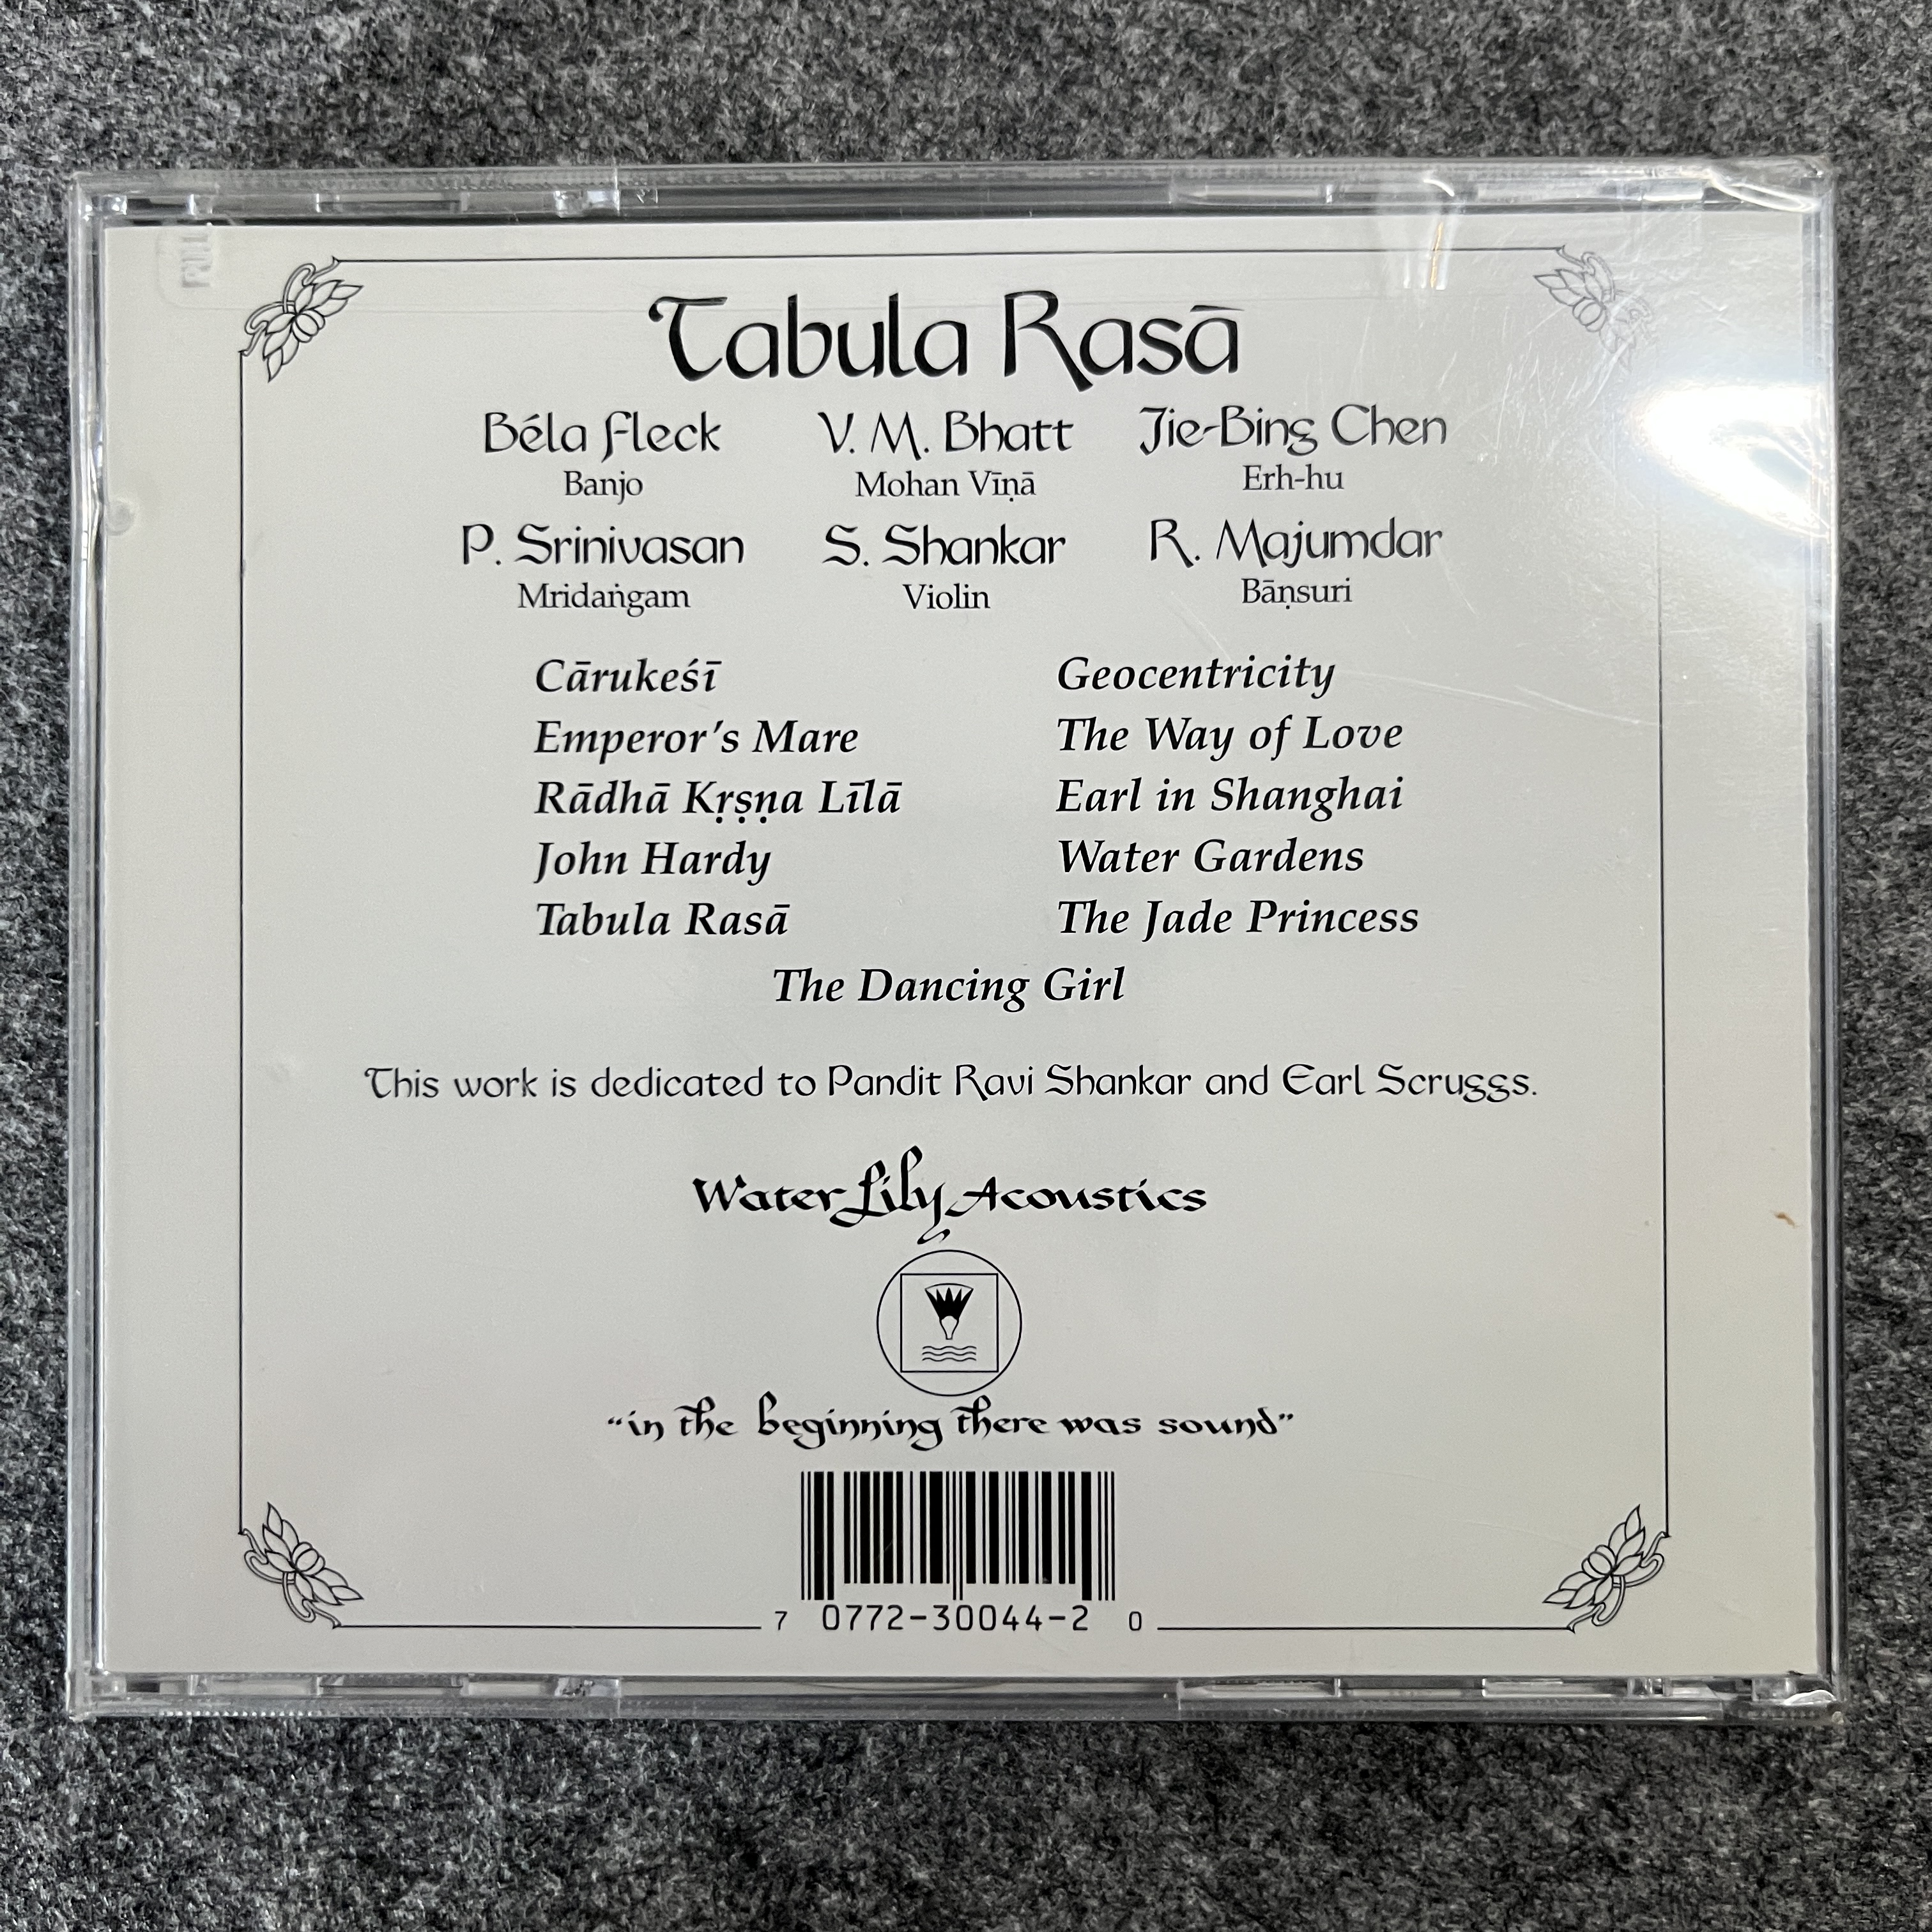 Tabula Rasā
Béla Fleck V. M. Bhatt Jie-Bing Chen
Banjo Mohan Vīṇā Erh-hu
P. Srinivasan S. Shankar R. Majumdar
Mridaṅgam Violin Bāṇsuri
Cārukeśī
Emperor's Mare
Rādhā Kṛṣṇa Līlā
John Hardy
Tabula Rasā
Geocentricity
The Way of Love
Earl in Shanghai
Water Gardens
The Jade Princess
The Dancing Girl
This work is dedicated to Pandit Ravi Shankar and Earl Scruggs.
Water Lily Acoustics
“in the beginning there was sound”
7 0772-30044-2 0